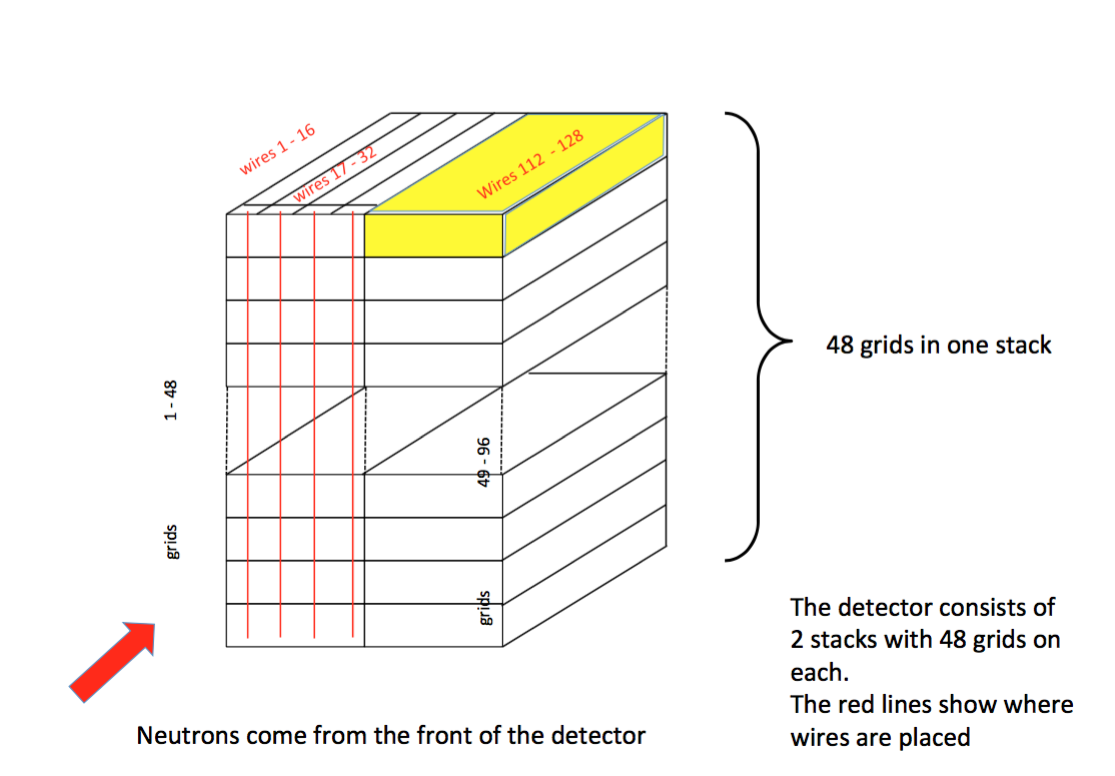 wires 1 - 16
wires 17 - 32
Wires 112 - 128
48 grids in one stack
1 - 48
grids
49 - 96
grids
The detector consists of
2 stacks with 48 grids on
each.
The red lines show where
wires are placed
Neutrons come from the front of the detector